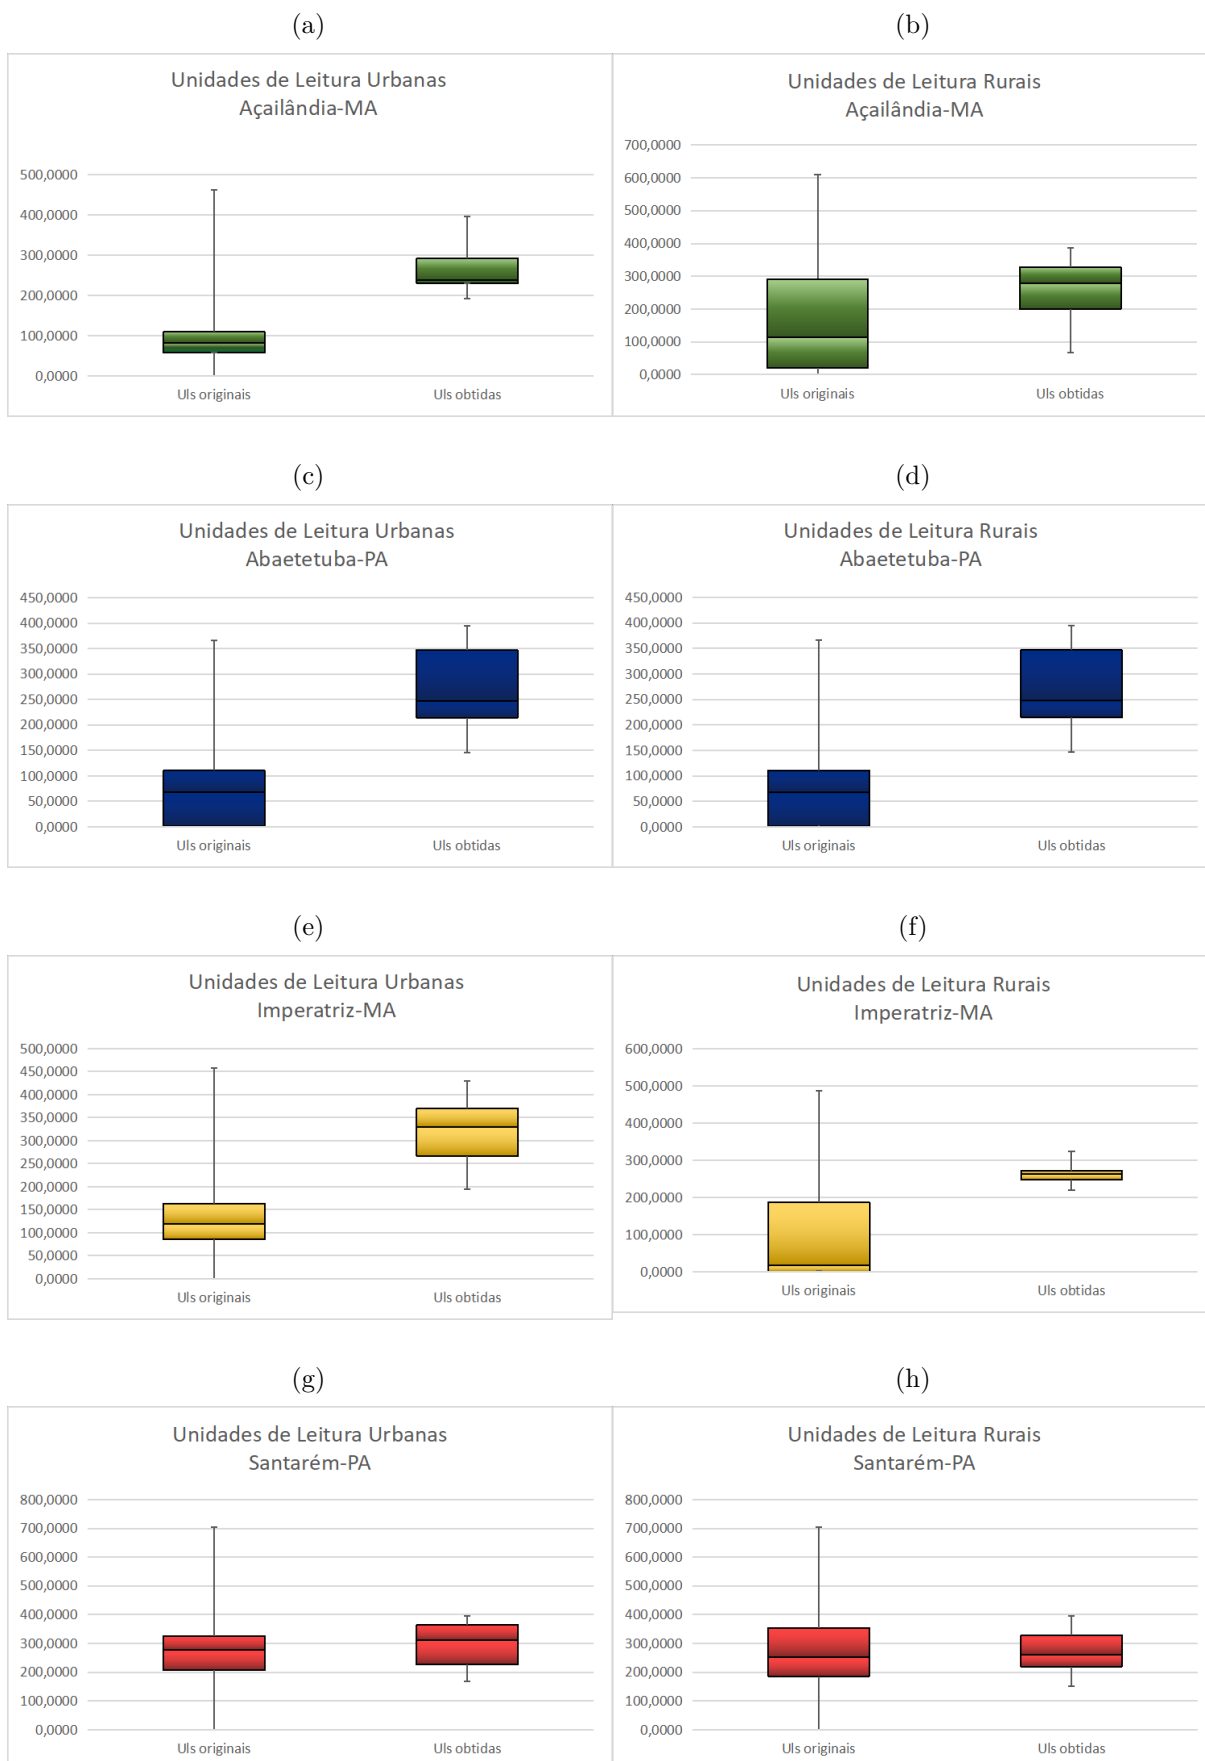 (a)
Unidades de Leitura Urbanas
Açailândia-MA
500,0000
400,0000
300,0000
200,0000
100,0000
0,0000
Uls originais Uls obtidas
(b)
Unidades de Leitura Rurais
Açailândia-MA
700,0000
600,0000
500,0000
400,0000
300,0000
200,0000
100,0000
0,0000
Uls originais Uls obtidas
(c)
Unidades de Leitura Urbanas
Abaetetuba-PA
450,0000
400,0000
350,0000
300,0000
250,0000
200,0000
150,0000
100,0000
50,0000
0,0000
Uls originais Uls obtidas
(d)
Unidades de Leitura Rurais
Abaetetuba-PA
450,0000
400,0000
350,0000
300,0000
250,0000
200,0000
150,0000
100,0000
50,0000
0,0000
Uls originais Uls obtidas
(e)
Unidades de Leitura Urbanas
Imperatriz-MA
500,0000
450,0000
400,0000
350,0000
300,0000
250,0000
200,0000
150,0000
100,0000
50,0000
0,0000
Uls originais Uls obtidas
(f)
Unidades de Leitura Rurais
Imperatriz-MA
600,0000
500,0000
400,0000
300,0000
200,0000
100,0000
0,0000
Uls originais Uls obtidas
(g)
Unidades de Leitura Urbanas
Santarém-PA
800,0000
700,0000
600,0000
500,0000
400,0000
300,0000
200,0000
100,0000
0,0000
Uls originais Uls obtidas
(h)
Unidades de Leitura Rurais
Santarém-PA
800,0000
700,0000
600,0000
500,0000
400,0000
300,0000
200,0000
100,0000
0,0000
Uls originais Uls obtidas